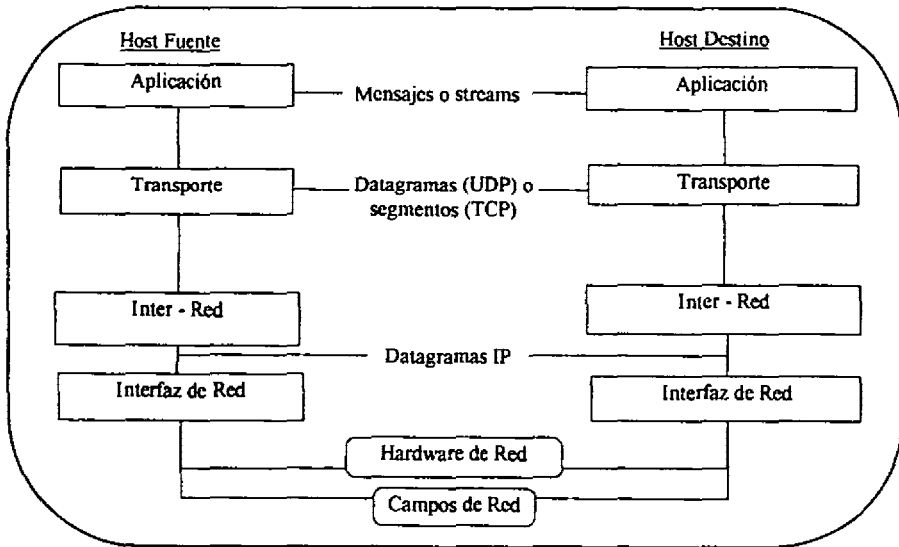 Host Fuente
Host Destino
Aplicación
Mensajes o streams
Aplicación
Transporte
Datagramas (UDP) o
segmentos (TCP)
Transporte
Inter - Red
Inter - Red
Datagramas IP
Interfaz de Red
Interfaz de Red
Hardware de Red
Campos de Red